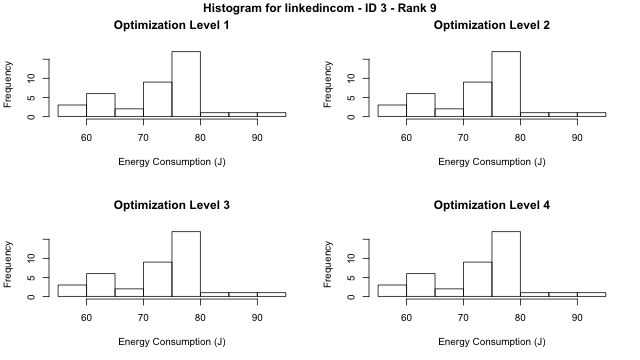 Histogram for linkedincom - ID 3 - Rank 9
Optimization Level 1
Frequency
0 5 10
60 70 80 90
Energy Consumption (J)
Optimization Level 2
Frequency
0 5 10
60 70 80 90
Energy Consumption (J)
Optimization Level 3
Frequency
0 5 10
60 70 80 90
Energy Consumption (J)
Optimization Level 4
Frequency
0 5 10
60 70 80 90
Energy Consumption (J)